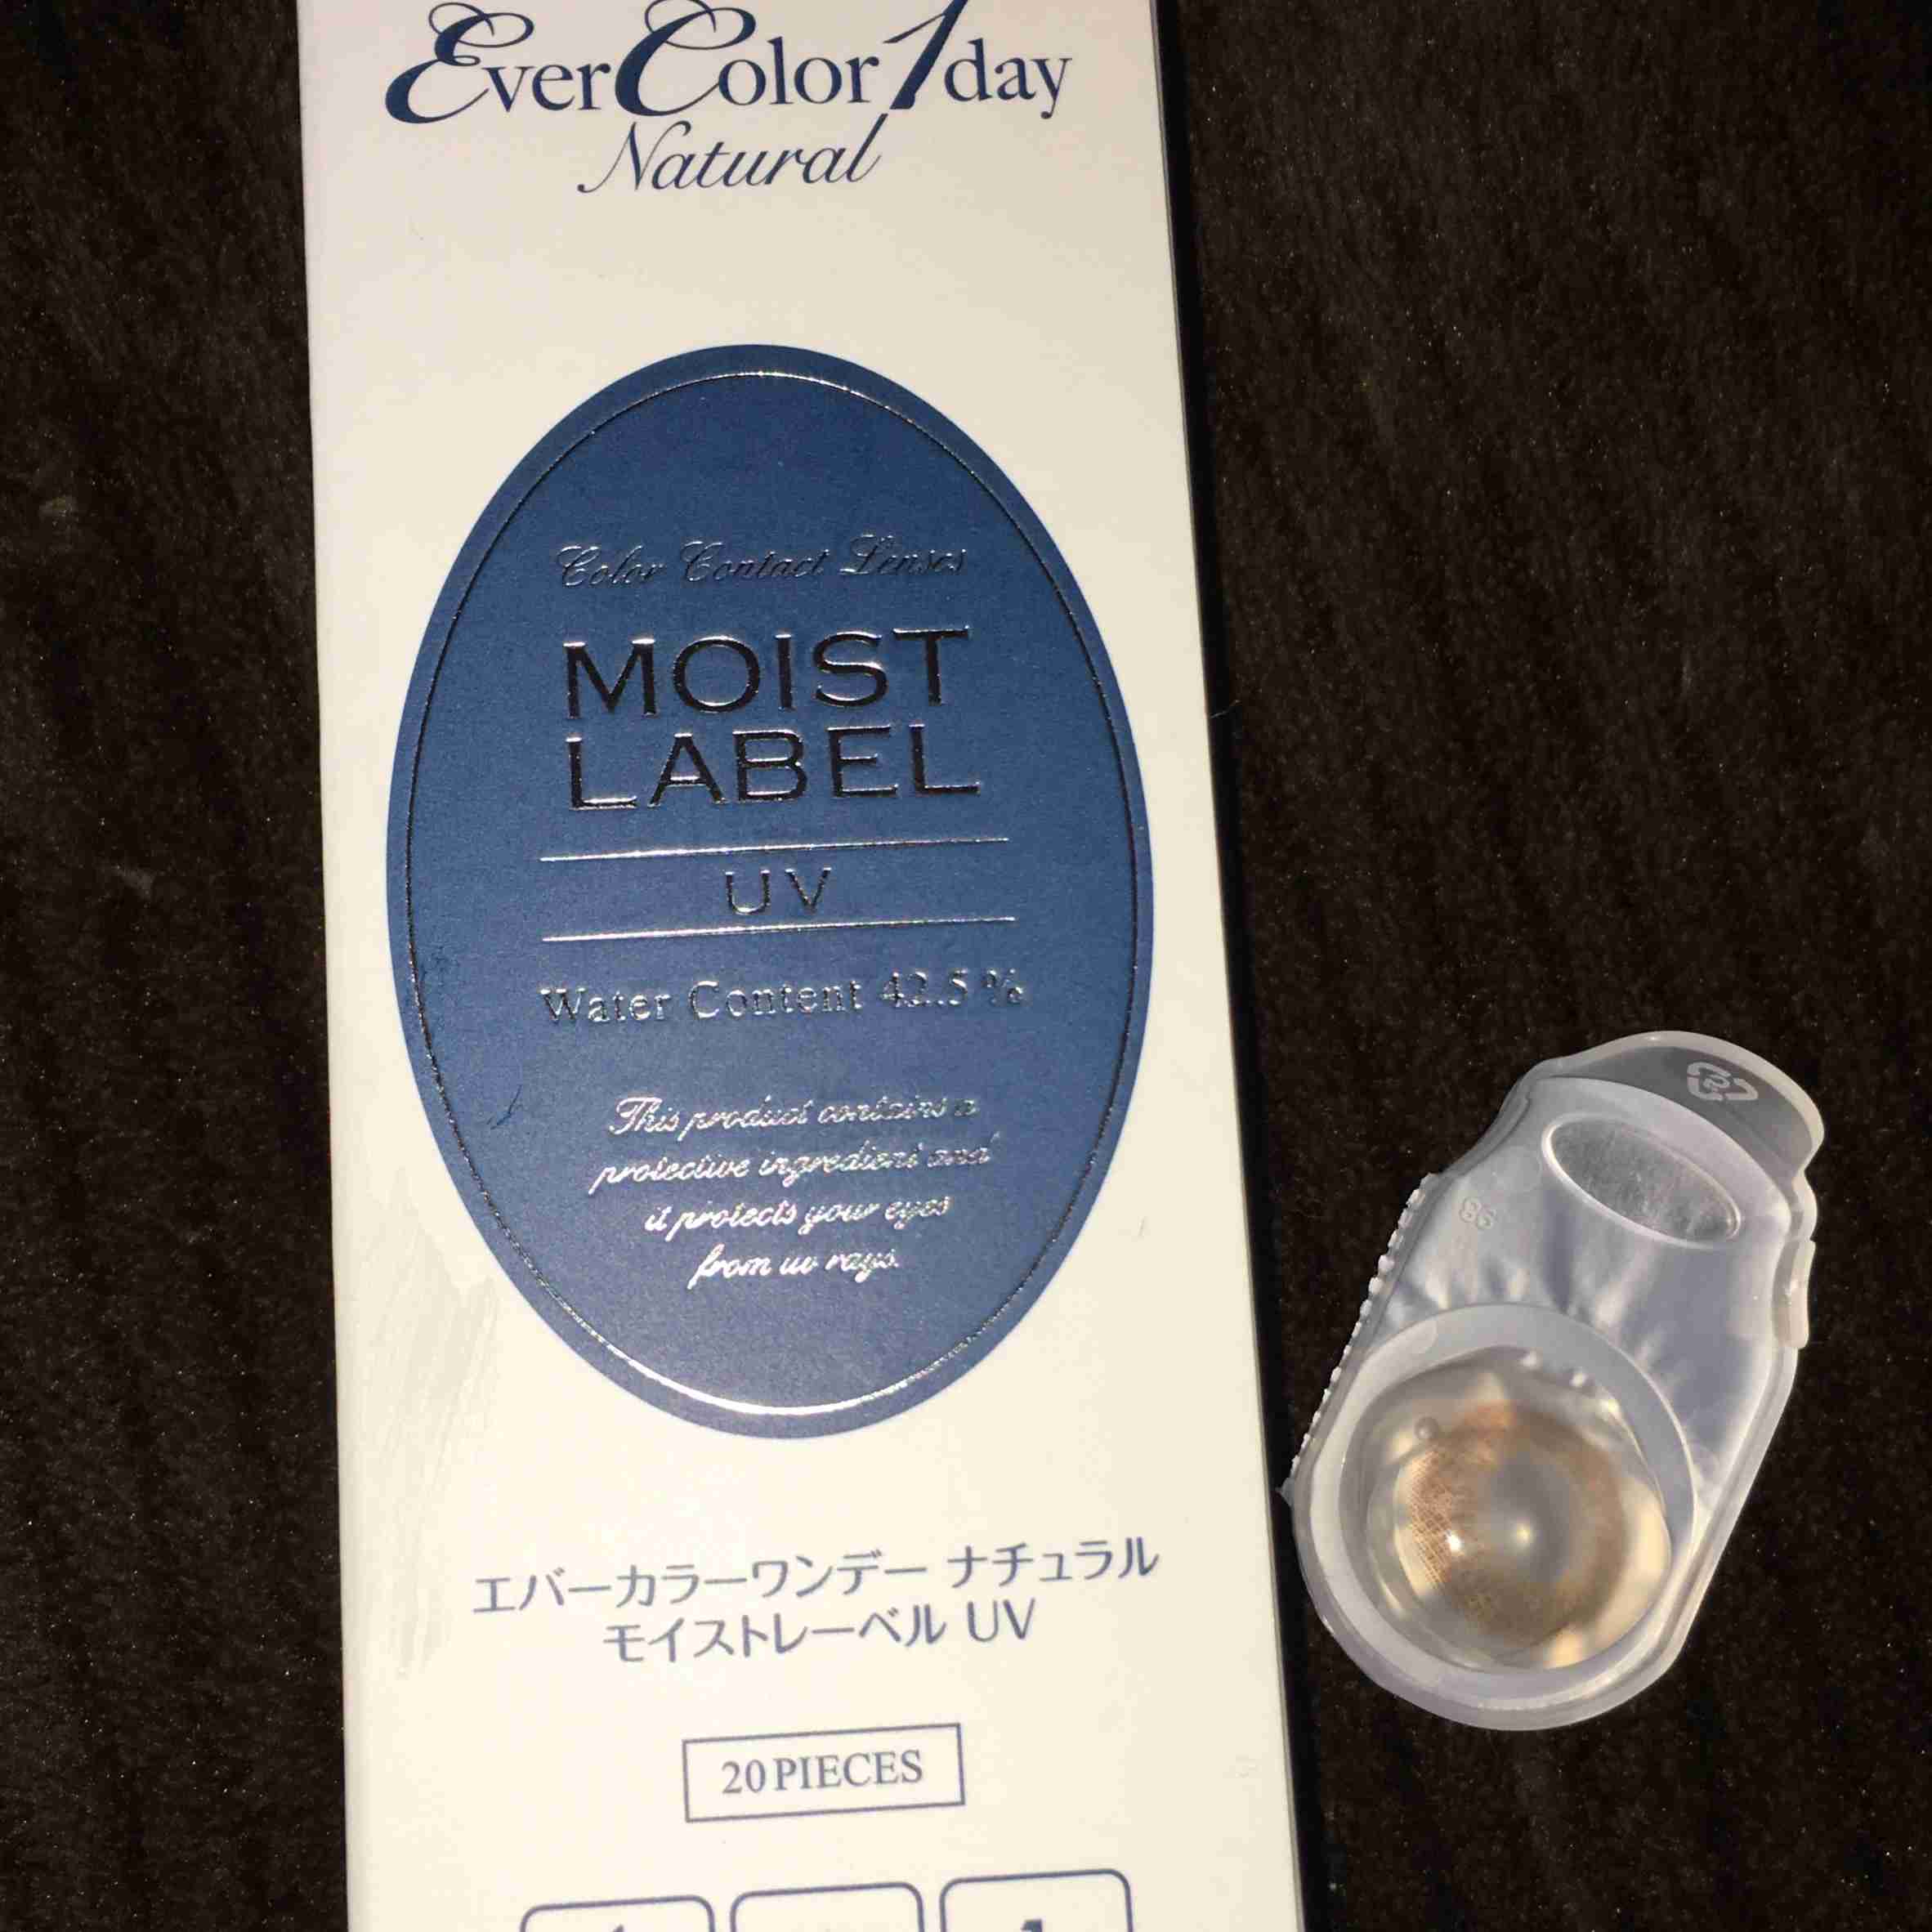 EverColor1day
Natural
Color Contact Lenses
MOIST
LABEL
UV
Water Content 42.5%
This product contains a
protective ingredient and
it protects your eyes
from uv rays.
エバーカラーワンデー ナチュラル
モイストレーベル UV
20PIECES